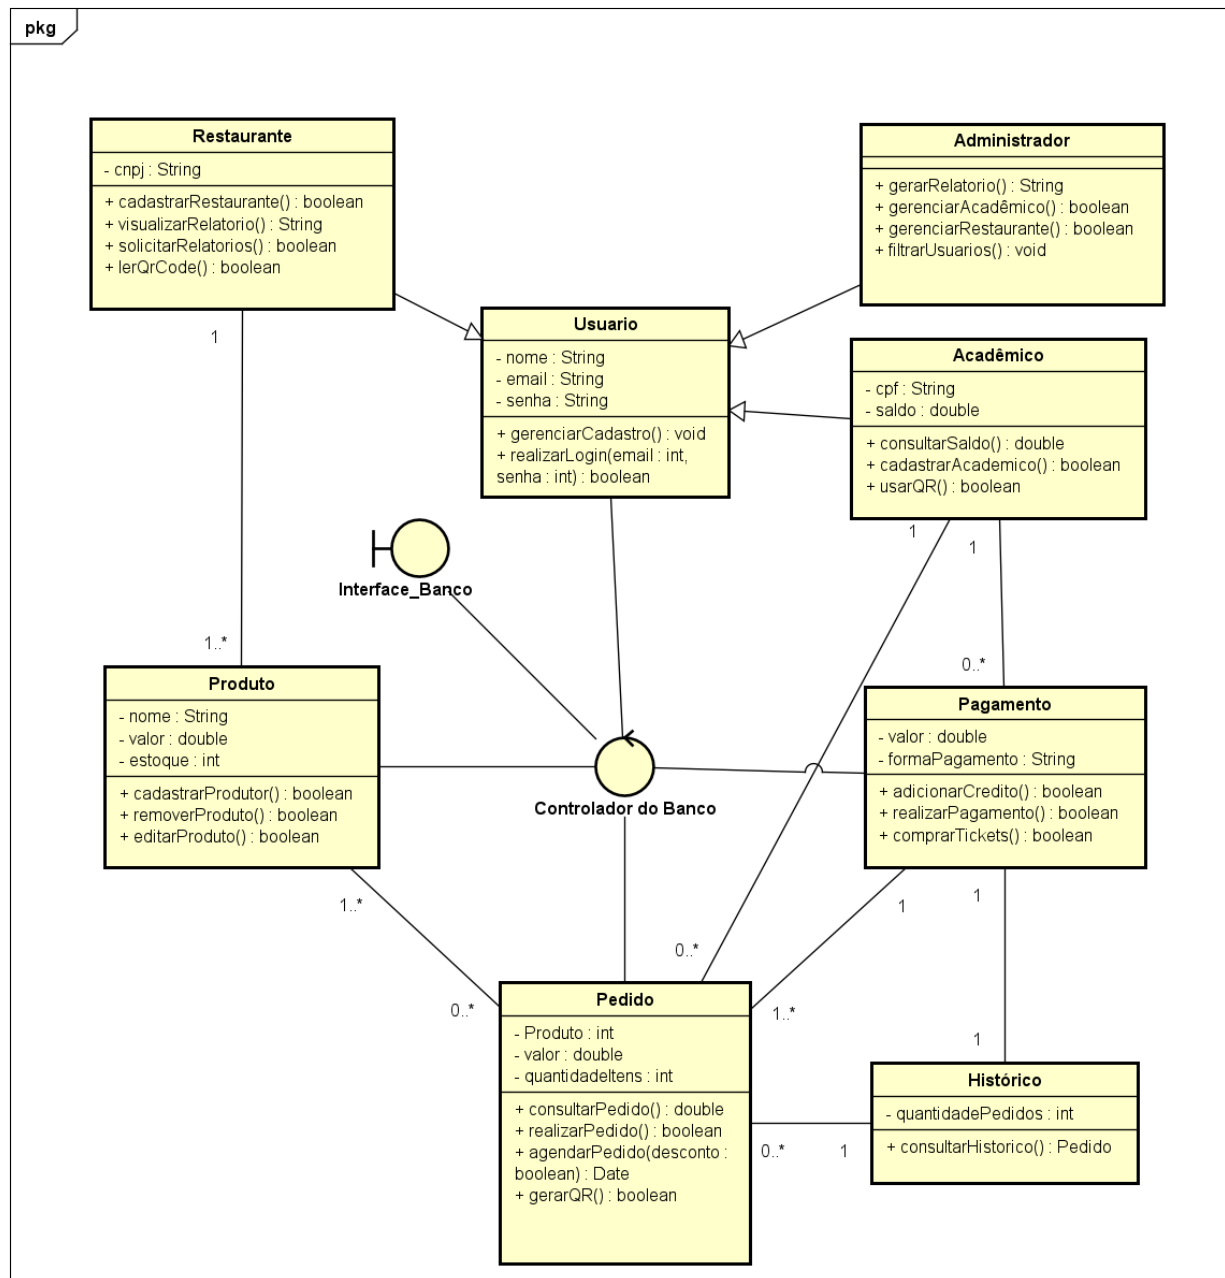 pkg
Restaurante
- cnpj : String
+ cadastrarRestaurante() : boolean
+ visualizarRelatorio() : String
+ solicitarRelatorios() : boolean
+ lerQrCode() : boolean
Administrador
+ gerarRelatorio() : String
+ gerenciarAcadêmico() : boolean
+ gerenciarRestaurante() : boolean
+ filtrarUsuarios() : void
Usuario
- nome : String
- email : String
- senha : String
+ gerenciarCadastro() : void
+ realizarLogin(email : int,
senha : int) : boolean
Acadêmico
- cpf : String
- saldo : double
+ consultarSaldo() : double
+ cadastrarAcademico() : boolean
+ usarQR() : boolean
1
1
1
Interface_Banco
1..*
0..*
Produto
- nome : String
- valor : double
- estoque : int
+ cadastrarProdutor() : boolean
+ removerProduto() : boolean
+ editarProduto() : boolean
Controlador do Banco
Pagamento
- valor : double
- formaPagamento : String
+ adicionarCredito() : boolean
+ realizarPagamento() : boolean
+ comprarTickets() : boolean
1..*
1
1
0..*
0..*
1..*
1
Pedido
- Produto : int
- valor : double
- quantidadeItens : int
+ consultarPedido() : double
+ realizarPedido() : boolean
+ agendarPedido(desconto :
boolean) : Date
+ gerarQR() : boolean
0..*
1
Histórico
- quantidadePedidos : int
+ consultarHistorico() : Pedido